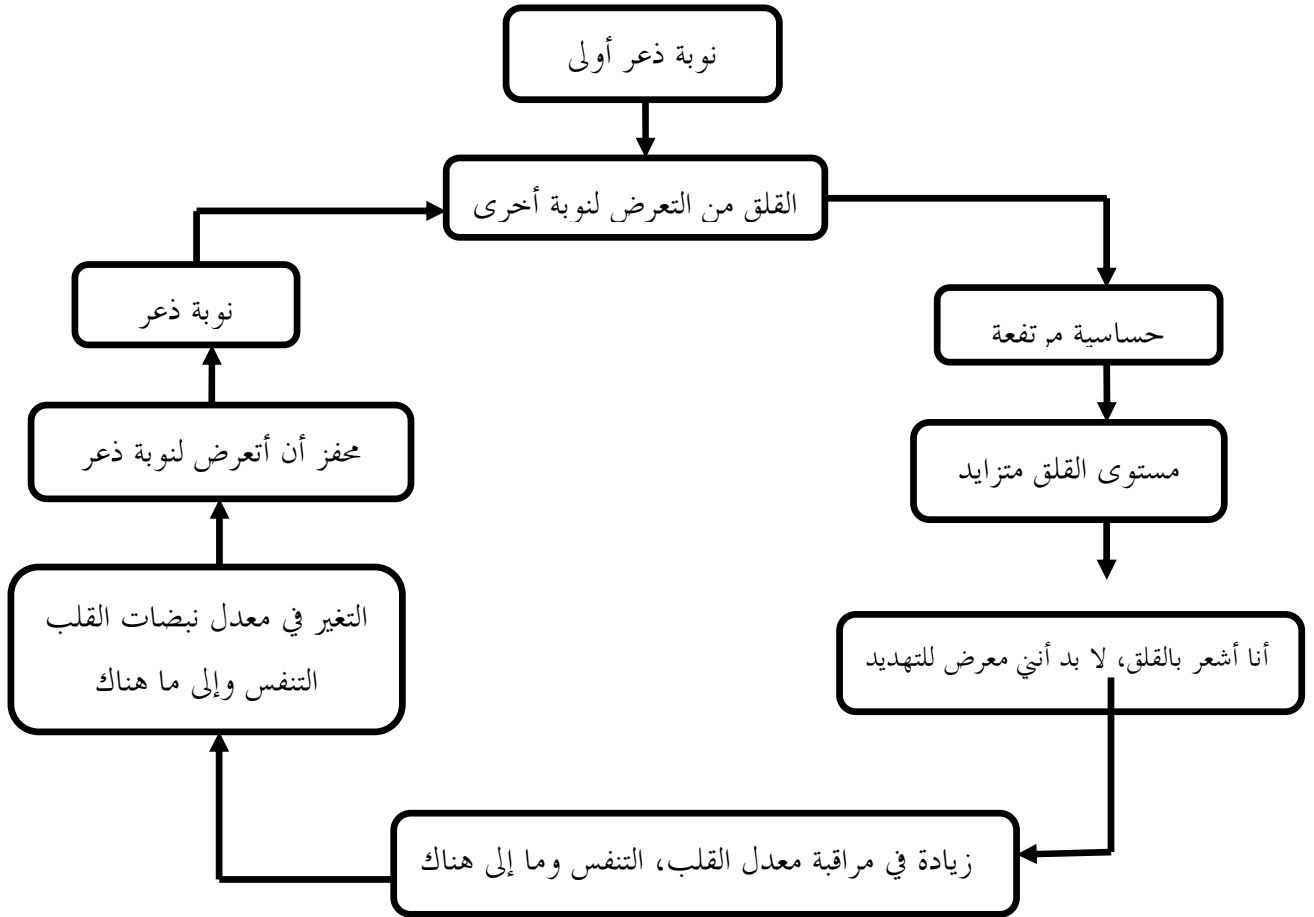 نوبة ذعر أولى
القلق من التعرض لنوبة أخرى
حساسية مرتفعة
مستوى القلق متزايد
أنا أشعر بالقلق، لا بد أنني معرض للتهديد
زيادة في مراقبة معدل القلب، التنفس وما إلى هناك
التغير في معدل نبضات القلب
التنفس وإلى ما هناك
محفز أن أتعرض لنوبة ذعر
نوبة ذعر